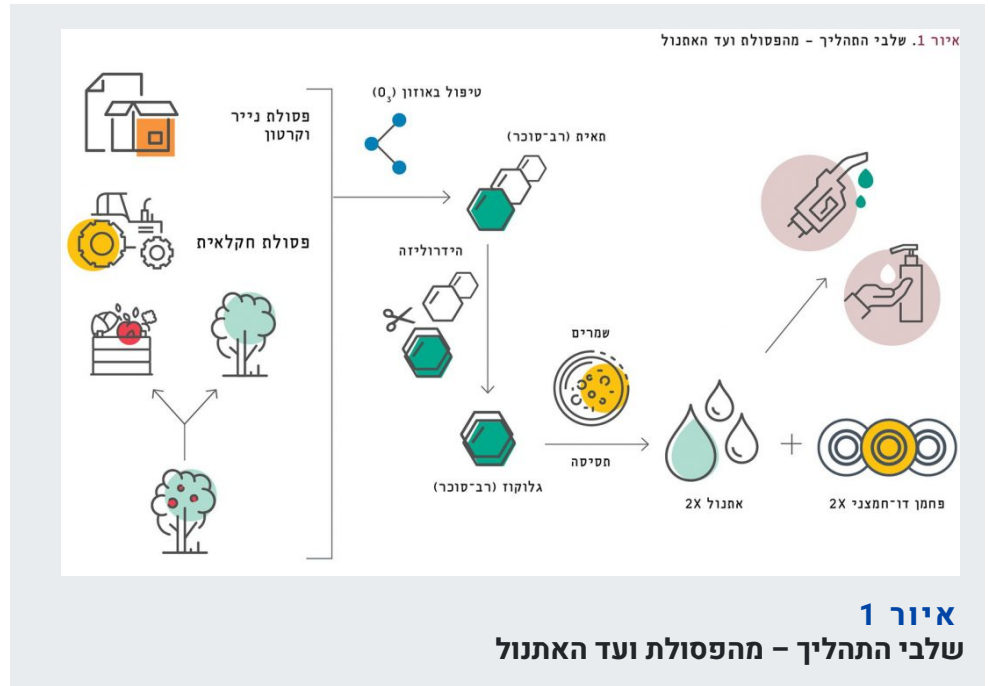 איור 1. שלבי התהליך – מהפסולת ועד האתנול
פסולת נייר
וקרטון
טיפול באוזון (O₃)
תאית (רב־סוכר)
פסולת חקלאית
הידרוליזה
שמרים
תסיסה
גלוקוז (רב־סוכר)
אתנול 2X
+
פחמן דו־חמצני 2X
איור 1
שלבי התהליך – מהפסולת ועד האתנול